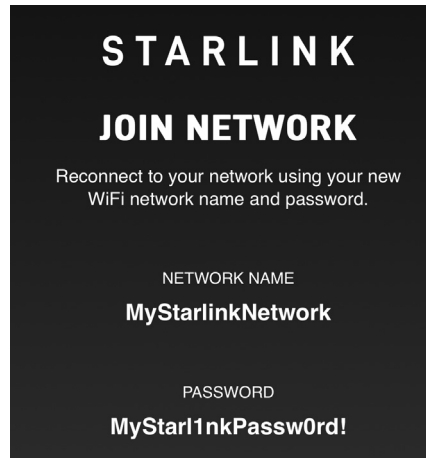 STARLINK
JOIN NETWORK
Reconnect to your network using your new
WiFi network name and password.
NETWORK NAME
MyStarlinkNetwork
PASSWORD
MyStarl1nkPassw0rd!